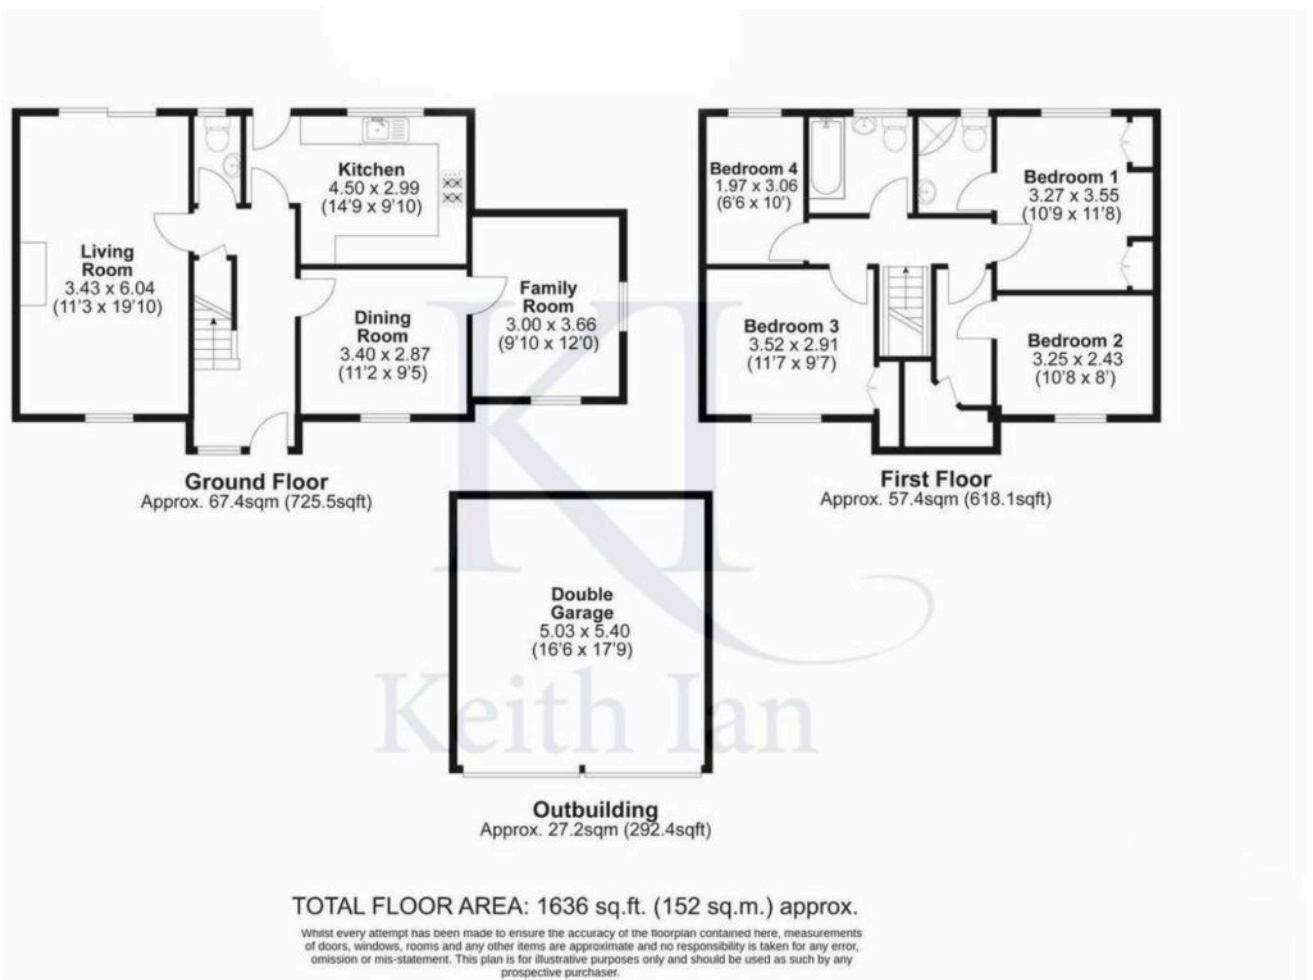 Kitchen
4.50 x 2.99
(14'9 x 9'10)
Living
Room
3.43 x 6.04
(11'3 x 19'10)
Dining
Room
3.40 x 2.87
(11'2 x 9'5)
Family
Room
3.00 x 3.66
(9'10 x 12'0)
Ground Floor
Approx. 67.4sqm (725.5sqft)
Bedroom 4
1.97 x 3.06
(6'6 x 10')
Bedroom 1
3.27 x 3.55
(10'9 x 11'8)
Bedroom 3
3.52 x 2.91
(11'7 x 9'7)
Bedroom 2
3.25 x 2.43
(10'8 x 8')
First Floor
Approx. 57.4sqm (618.1sqft)
Double
Garage
5.03 x 5.40
(16'6 x 17'9)
KI
Keith Ian
Outbuilding
Approx. 27.2sqm (292.4sqft)
TOTAL FLOOR AREA: 1636 sq.ft. (152 sq.m.) approx.
Whilst every attempt has been made to ensure the accuracy of the floorplan contained here, measurements
of doors, windows, rooms and any other items are approximate and no responsibility is taken for any error,
omission or mis-statement. This plan is for illustrative purposes only and should be used as such by any
prospective purchaser.